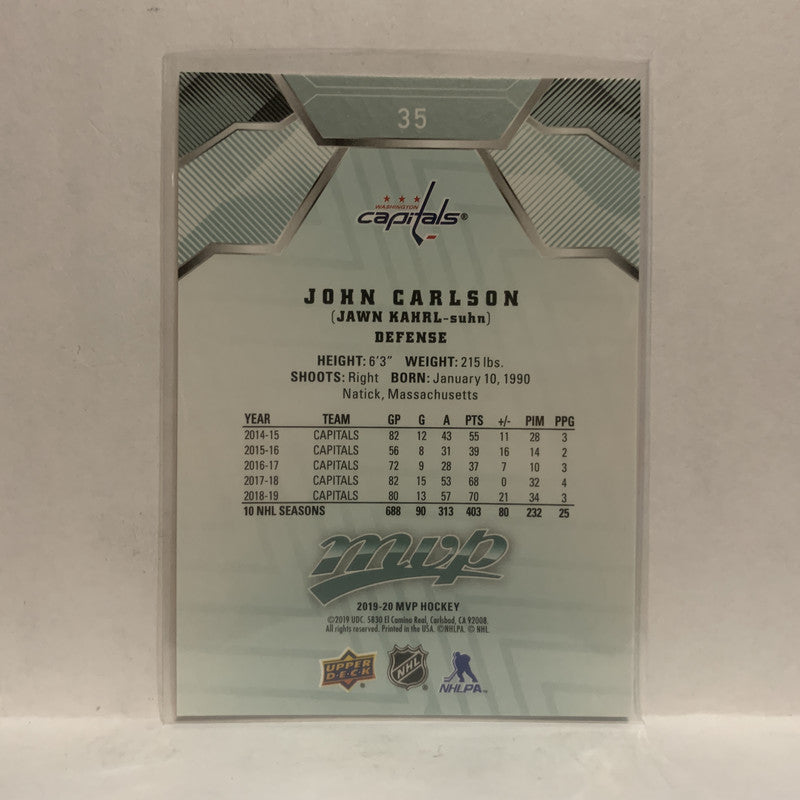 35
WASHINGTON
capitals®
JOHN CARLSON
(JAWN KAHRL-suhn)
DEFENSE
HEIGHT: 6'3" WEIGHT: 215 lbs.
SHOOTS: Right BORN: January 10, 1990
Natick, Massachusetts
YEAR TEAM GP G A PTS +/- PIM PPG
2014-15 CAPITALS 82 12 43 55 11 28 3
2015-16 CAPITALS 56 8 31 39 16 14 2
2016-17 CAPITALS 72 9 28 37 7 10 3
2017-18 CAPITALS 82 15 53 68 0 32 4
2018-19 CAPITALS 80 13 57 70 21 34 3
10 NHL SEASONS 688 90 313 403 80 232 25
mvp
2019-20 MVP HOCKEY
©2019 UDC. 5830 El Camino Real, Carlsbad, CA 92008.
All rights reserved. Printed in the USA. ©NHLPA. © NHL.
UPPER DECK® NHL® NHLPA™